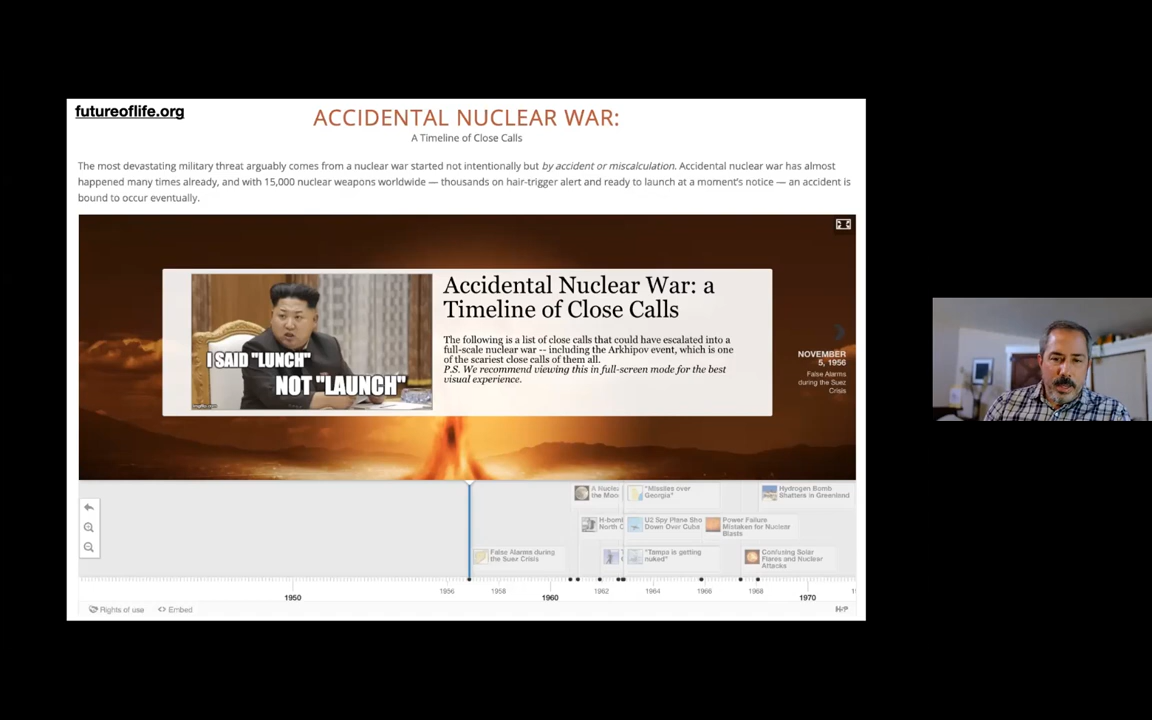 futureoflife.org
ACCIDENTAL NUCLEAR WAR:
A Timeline of Close Calls
The most devastating military threat arguably comes from a nuclear war started not intentionally but by accident or miscalculation. Accidental nuclear war has almost
happened many times already, and with 15,000 nuclear weapons worldwide — thousands on hair-trigger alert and ready to launch at a moment's notice — an accident is
bound to occur eventually.
Accidental Nuclear War: a
Timeline of Close Calls
The following is a list of close calls that could have escalated into a
full-scale nuclear war -- including the Arkhipov event, which is one
of the scariest close calls of them all.
P.S. We recommend viewing this in full-screen mode for the best
visual experience.
I SAID "LUNCH"
NOT "LAUNCH"
NOVEMBER
5, 1956
False Alarms
during the Suez
Crisis
A Nuclea
the Moo
"Missiles over
Georgia"
Hydrogen Bomb
Shatters in Greenland
H-bomb
North C
U2 Spy Plane Sho
Down Over Cuba
Power Failure
Mistaken for Nuclear
Blasts
False Alarms during
the Suez Crisis
"Tampa is getting
nuked"
Confusing Solar
Flares and Nuclear
Attacks
1950
1956
1958
1960
1962
1964
1966
1968
1970
Rights of use
Embed
H5P